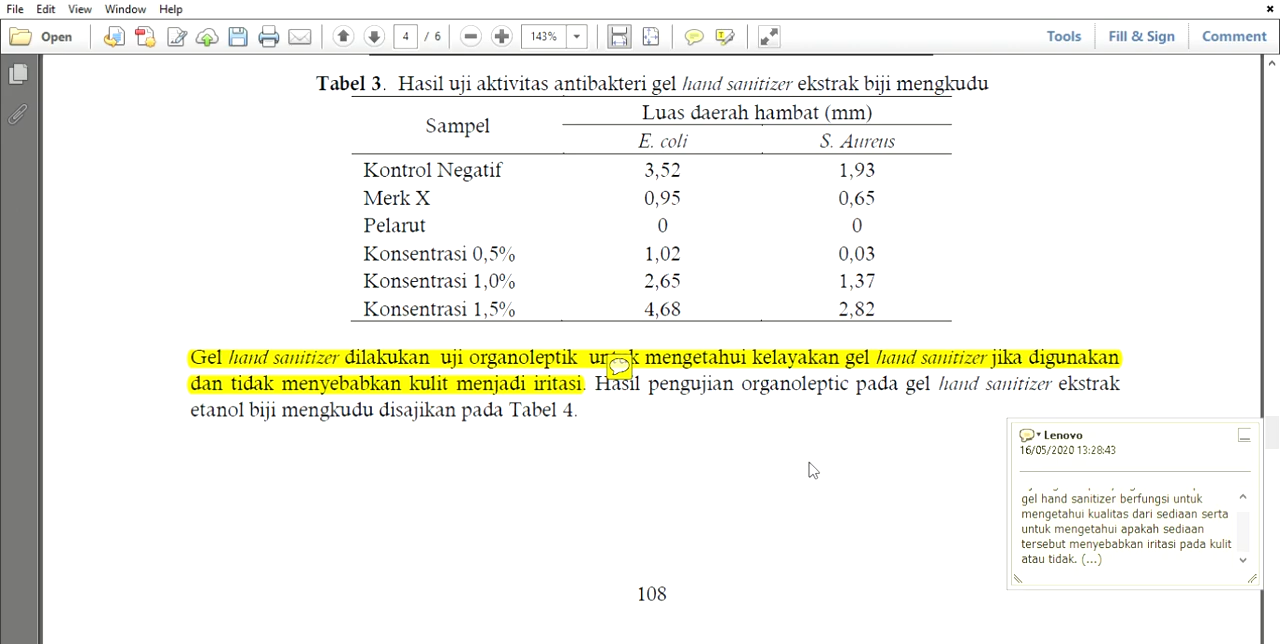 File Edit View Window Help
Open 4 / 6 143% Tools Fill & Sign Comment
Tabel 3. Hasil uji aktivitas antibakteri gel hand sanitizer ekstrak biji mengkudu
Sampel Luas daerah hambat (mm)
E. coli S. Aureus
Kontrol Negatif 3,52 1,93
Merk X 0,95 0,65
Pelarut 0 0
Konsentrasi 0,5% 1,02 0,03
Konsentrasi 1,0% 2,65 1,37
Konsentrasi 1,5% 4,68 2,82
Gel hand sanitizer dilakukan uji organoleptik untuk mengetahui kelayakan gel hand sanitizer jika digunakan
dan tidak menyebabkan kulit menjadi iritasi. Hasil pengujian organoleptic pada gel hand sanitizer ekstrak
etanol biji mengkudu disajikan pada Tabel 4.
Lenovo
16/05/2020 13:28:43
gel hand sanitizer berfungsi untuk
mengetahui kualitas dari sediaan serta
untuk mengetahui apakah sediaan
tersebut menyebabkan iritasi pada kulit
atau tidak. (...)
108